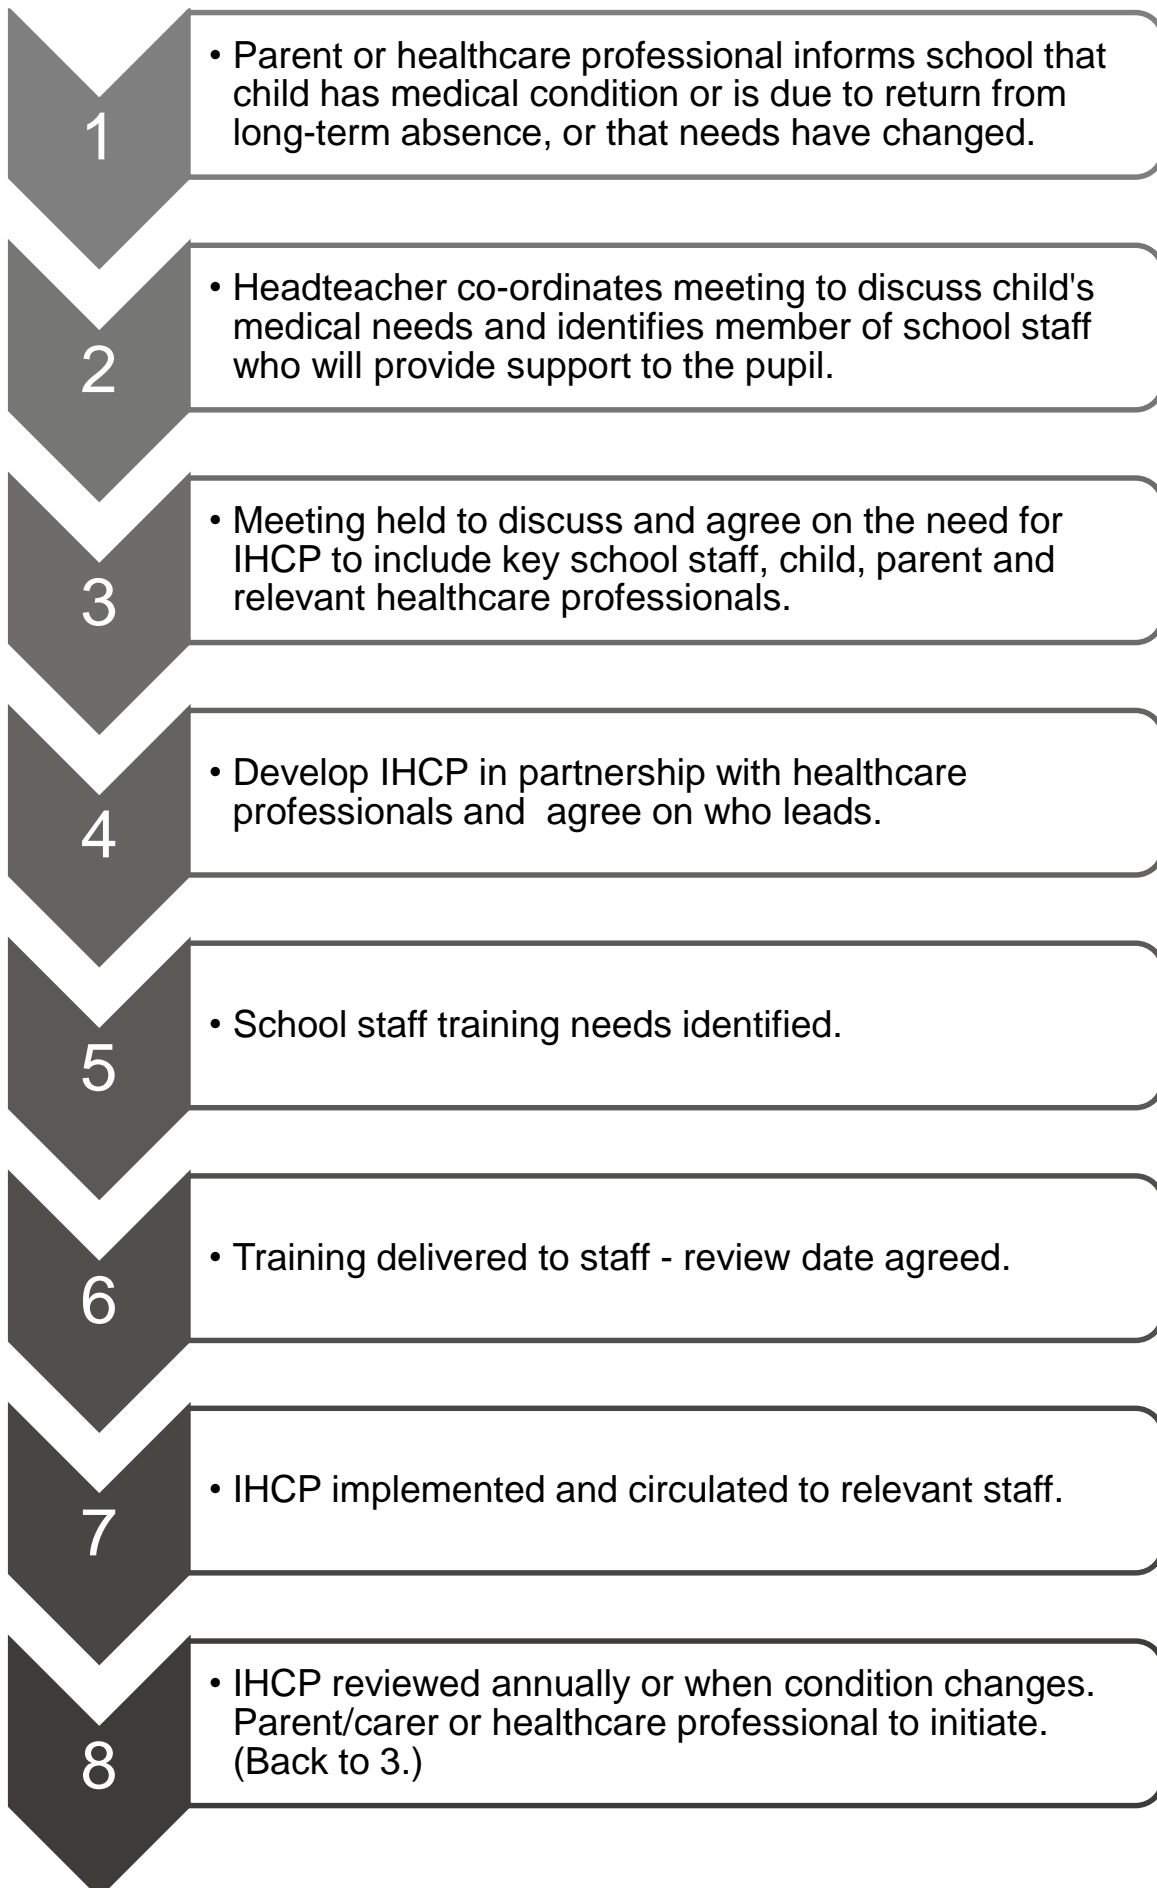 1
• Parent or healthcare professional informs school that
child has medical condition or is due to return from
long-term absence, or that needs have changed.
2
• Headteacher co-ordinates meeting to discuss child's
medical needs and identifies member of school staff
who will provide support to the pupil.
3
• Meeting held to discuss and agree on the need for
IHCP to include key school staff, child, parent and
relevant healthcare professionals.
4
• Develop IHCP in partnership with healthcare
professionals and  agree on who leads.
5
• School staff training needs identified.
6
• Training delivered to staff - review date agreed.
7
• IHCP implemented and circulated to relevant staff.
8
• IHCP reviewed annually or when condition changes.
Parent/carer or healthcare professional to initiate.
(Back to 3.)